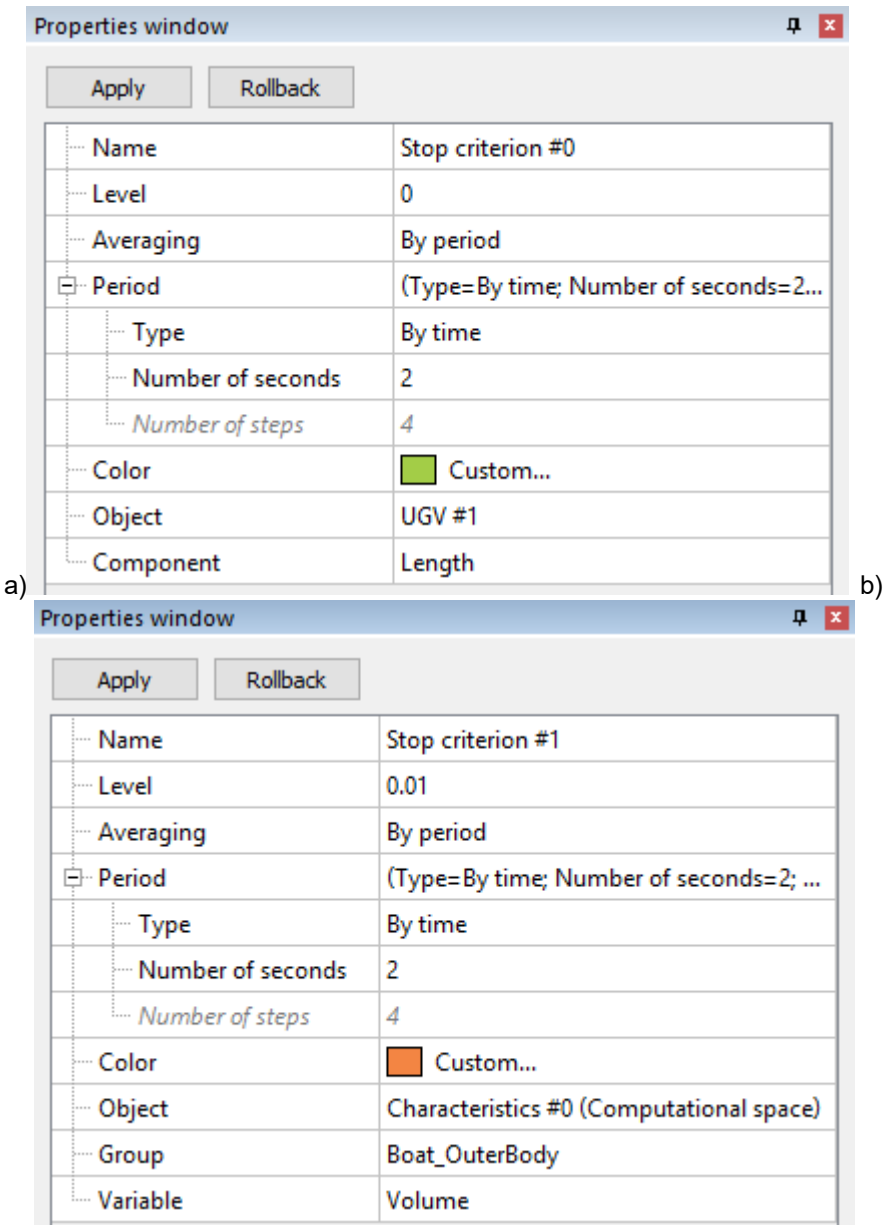 Properties window
Apply Rollback
Name Stop criterion #0
Level 0
Averaging By period
Period (Type=By time; Number of seconds=2...
Type By time
Number of seconds 2
Number of steps 4
Color Custom...
Object UGV #1
Component Length
a) b)
Properties window
Apply Rollback
Name Stop criterion #1
Level 0.01
Averaging By period
Period (Type=By time; Number of seconds=2; ...
Type By time
Number of seconds 2
Number of steps 4
Color Custom...
Object Characteristics #0 (Computational space)
Group Boat_OuterBody
Variable Volume